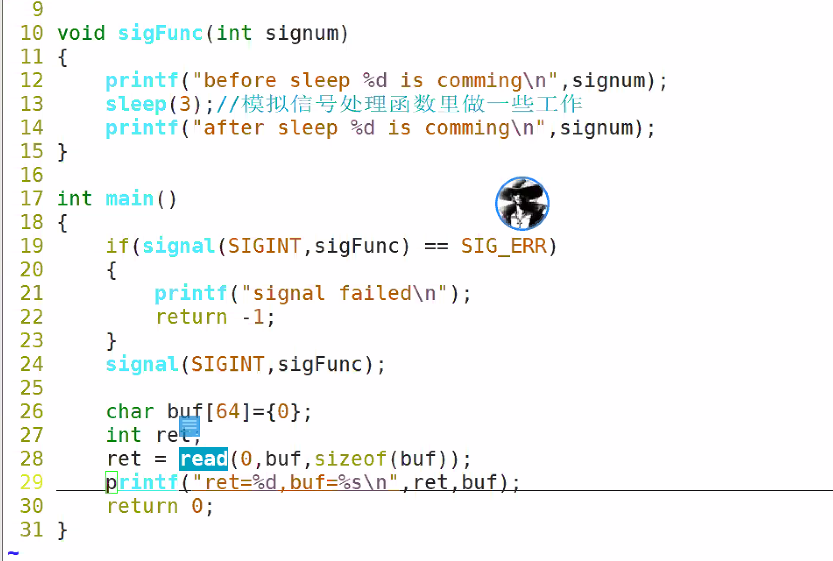 9
10 void sigFunc(int signum)
11 {
12     printf("before sleep %d is comming\n",signum);
13     sleep(3);//模拟信号处理函数里做一些工作
14     printf("after sleep %d is comming\n",signum);
15 }
16
17 int main()
18 {
19     if(signal(SIGINT,sigFunc) == SIG_ERR)
20     {
21         printf("signal failed\n");
22         return -1;
23     }
24     signal(SIGINT,sigFunc);
25
26     char buf[64]={0};
27     int ret;
28     ret = read(0,buf,sizeof(buf));
29     printf("ret=%d,buf=%s\n",ret,buf);
30     return 0;
31 }
~